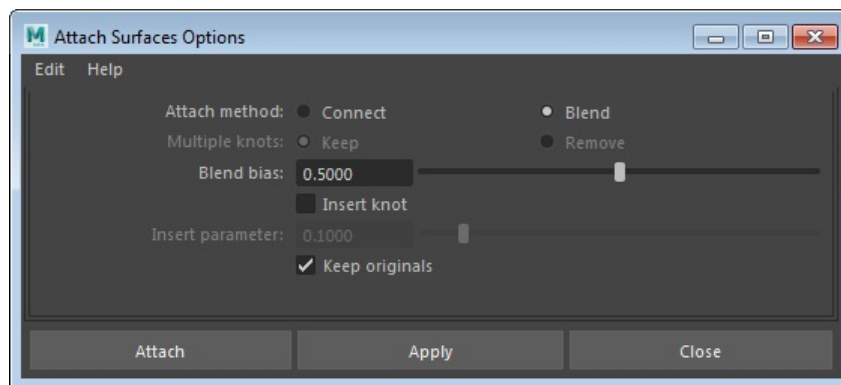 Attach Surfaces Options
Edit Help
Attach method: Connect Blend
Multiple knots: Keep Remove
Blend bias: 0.5000
Insert knot
Insert parameter: 0.1000
Keep originals
Attach Apply Close